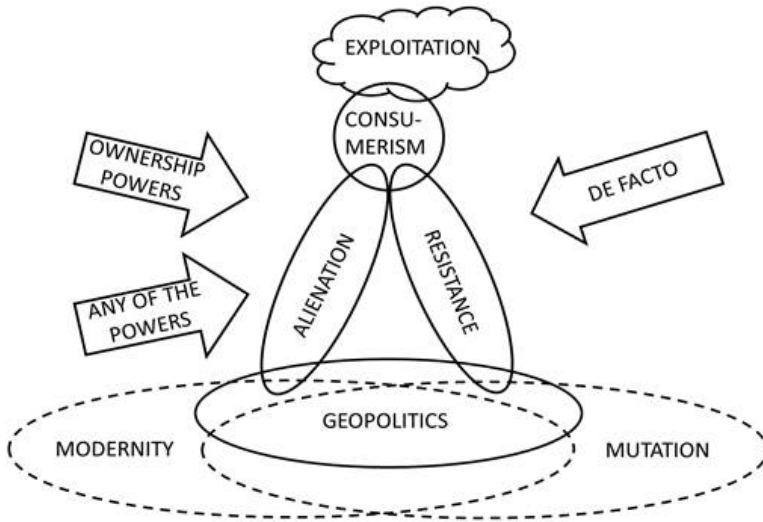 EXPLOITATION
CONSU-
MERISM
OWNERSHIP
POWERS
DE FACTO
ALIENATION
RESISTANCE
ANY OF THE
POWERS
GEOPOLITICS
MODERNITY
MUTATION